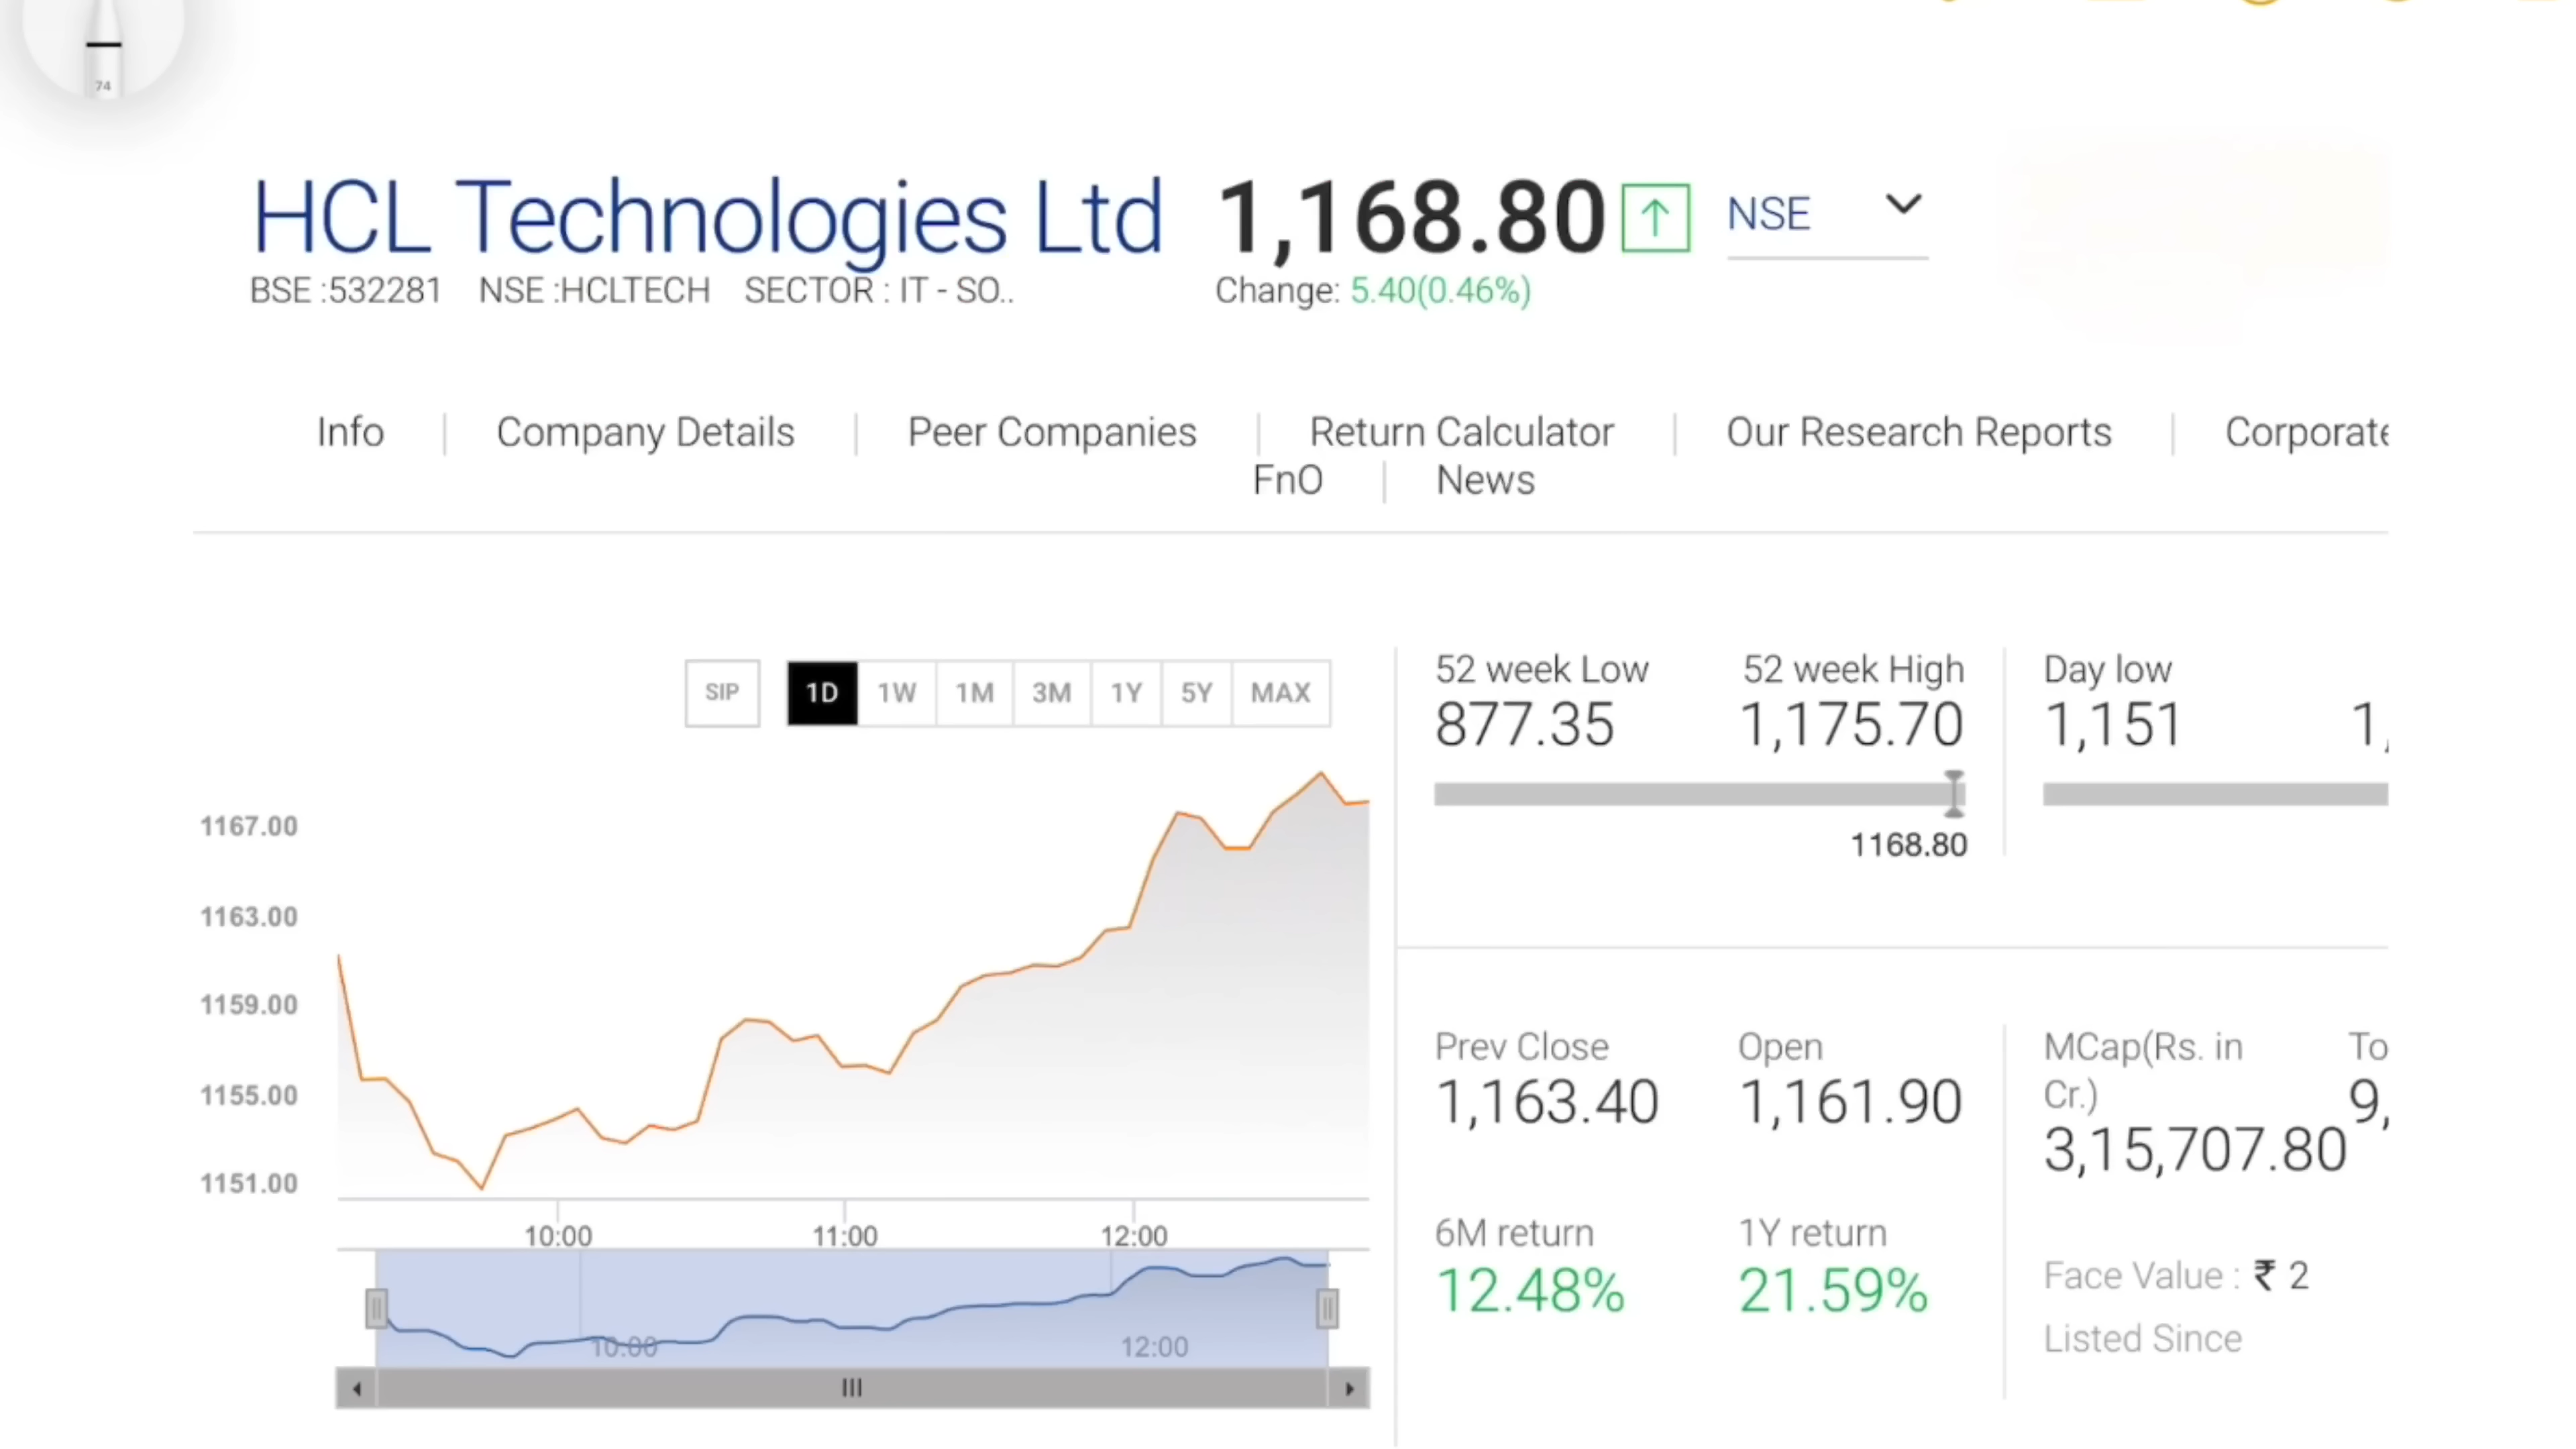 74
HCL Technologies Ltd 1,168.80 NSE
BSE :532281 NSE :HCLTECH SECTOR : IT - SO.. Change: 5.40(0.46%)
Info Company Details Peer Companies Return Calculator Our Research Reports Corporate
FnO News
SIP 1D 1W 1M 3M 1Y 5Y MAX
1167.00
1163.00
1159.00
1155.00
1151.00
10:00 11:00 12:00
10:00 12:00
52 week Low 52 week High
877.35 1,175.70
1168.80
Day low
1,151 1,
Prev Close Open
1,163.40 1,161.90
6M return 1Y return
12.48% 21.59%
MCap(Rs. in To
Cr.) 9,
3,15,707.80
Face Value : ₹ 2
Listed Since